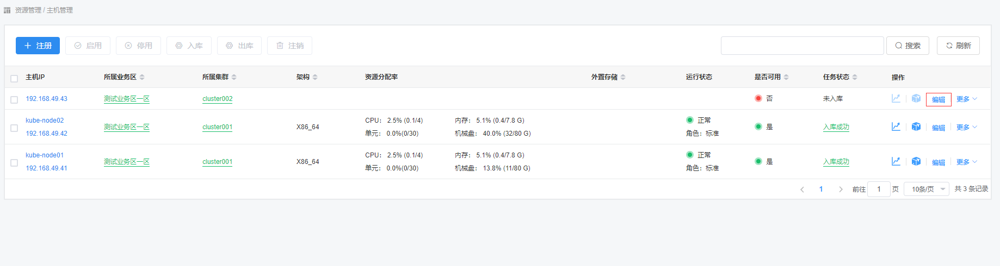 资源管理 / 主机管理
注册 启用 停用 入库 出库 注销 搜索 刷新
主机IP 所属业务区 所属集群 架构 资源分配率 外置存储 运行状态 是否可用 任务状态 操作
192.168.49.43 测试业务区一区 cluster002 否 未入库 编辑 更多
kube-node02 CPU： 2.5% (0.1/4) 内存： 5.1% (0.4/7.8 G) 正常
测试业务区一区 cluster001 X86_64 是 入库成功 编辑 更多
192.168.49.42 单元： 0.0%(0/30) 机械盘： 40.0% (32/80 G) 角色：标准
kube-node01 CPU： 2.5% (0.1/4) 内存： 5.1% (0.4/7.8 G) 正常
测试业务区一区 cluster001 X86_64 是 入库成功 编辑 更多
192.168.49.41 单元： 0.0%(0/30) 机械盘： 13.8% (11/80 G) 角色：标准
1 前往 1 页 10条/页 共 3 条记录